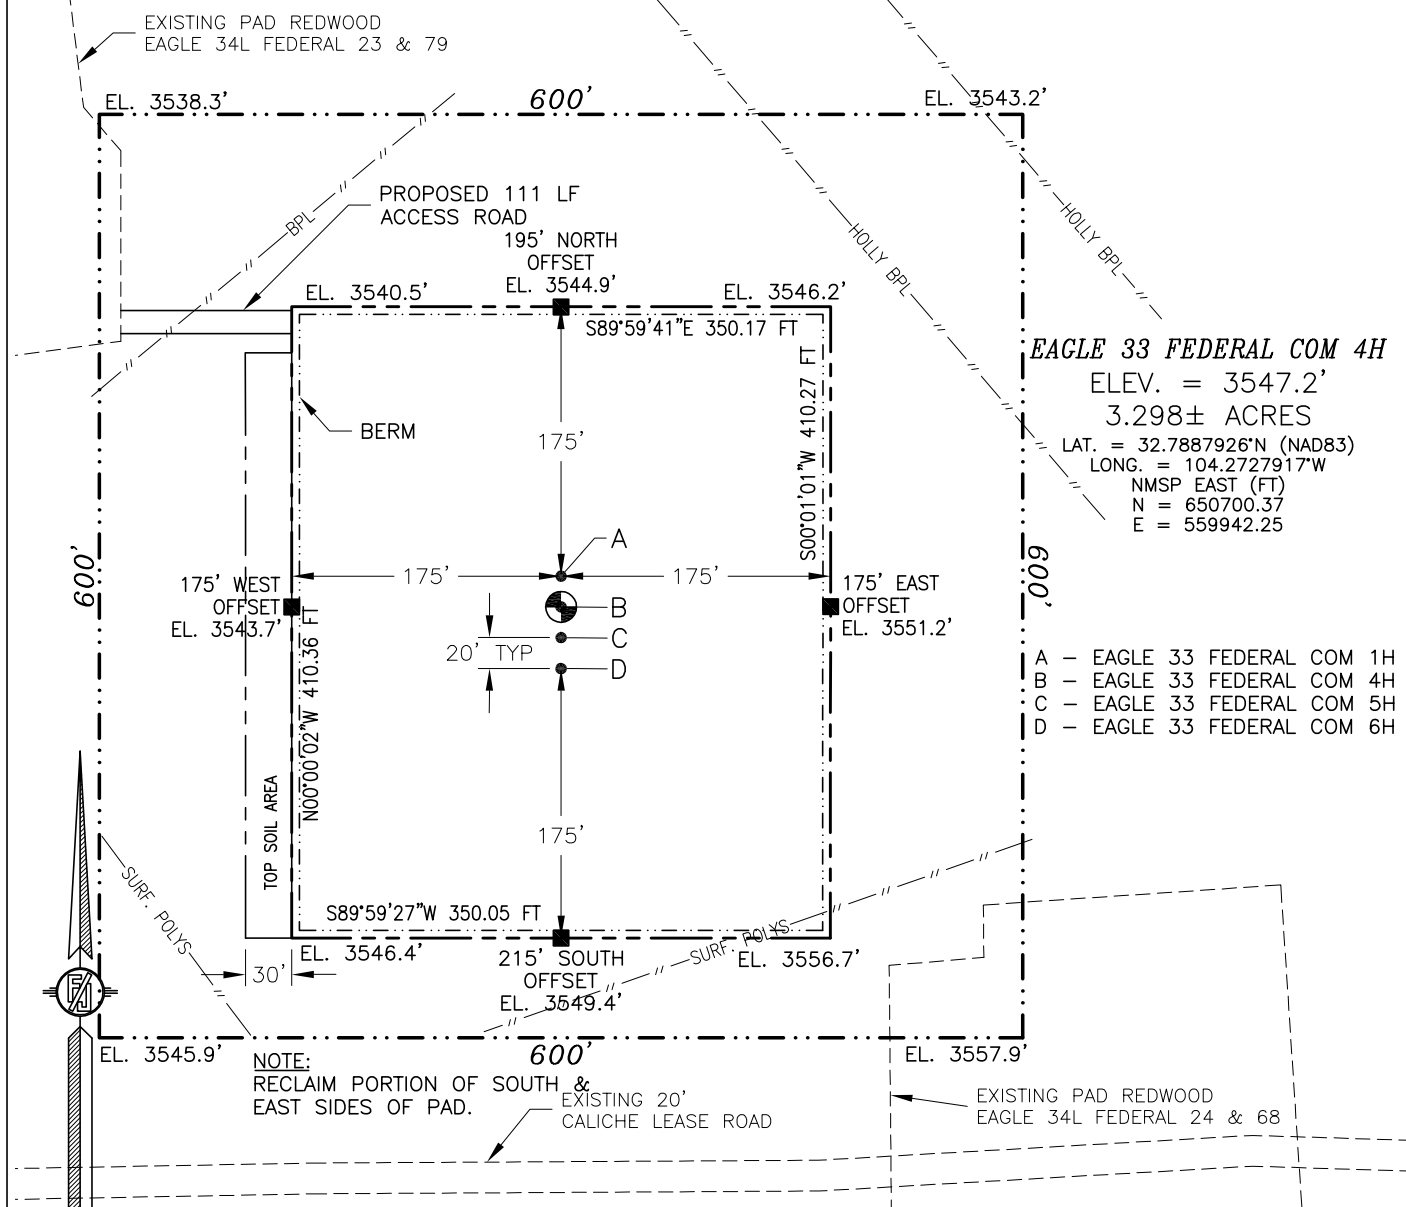 EXISTING PAD REDWOOD
EAGLE 34L FEDERAL 23 & 79
EL. 3538.3'
600'
EL. 3543.2'
PROPOSED 111 LF
ACCESS ROAD
BPL
HOLLY BPL
HOLLY BPL
195' NORTH
OFFSET
EL. 3544.9'
EL. 3540.5'
EL. 3546.2'
S89°59'41"E 350.17 FT
S00°01'01"W 410.27 FT
EAGLE 33 FEDERAL COM 4H
ELEV. = 3547.2'
3.298± ACRES
LAT. = 32.7887926°N (NAD83)
LONG. = 104.2727917°W
NMSP EAST (FT)
N = 650700.37
E = 559942.25
BERM
175'
A
175'
175'
600'
600'
175' WEST
OFFSET
EL. 3543.7'
B
175' EAST
OFFSET
EL. 3551.2'
C
20' TYP
D
N00°00'02"W 410.36 FT
A – EAGLE 33 FEDERAL COM 1H
B – EAGLE 33 FEDERAL COM 4H
C – EAGLE 33 FEDERAL COM 5H
D – EAGLE 33 FEDERAL COM 6H
TOP SOIL AREA
175'
SURF. POLYS
S89°59'27"W 350.05 FT
SURF. POLYS.
EL. 3546.4'
215' SOUTH
OFFSET
EL. 3549.4'
EL. 3556.7'
30'
FJ
EL. 3545.9'
600'
EL. 3557.9'
NOTE:
RECLAIM PORTION OF SOUTH &
EAST SIDES OF PAD.
EXISTING 20'
CALICHE LEASE ROAD
EXISTING PAD REDWOOD
EAGLE 34L FEDERAL 24 & 68